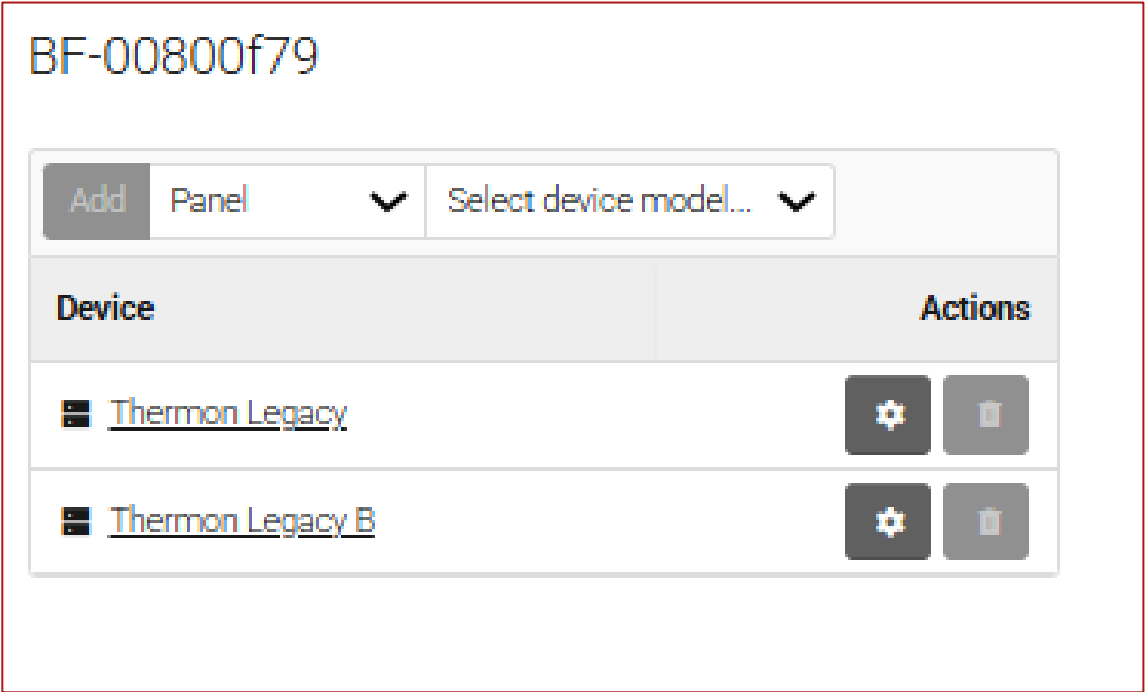 BF-00800f79
Add Panel Select device model...
Device Actions
Thermon Legacy
Thermon Legacy B